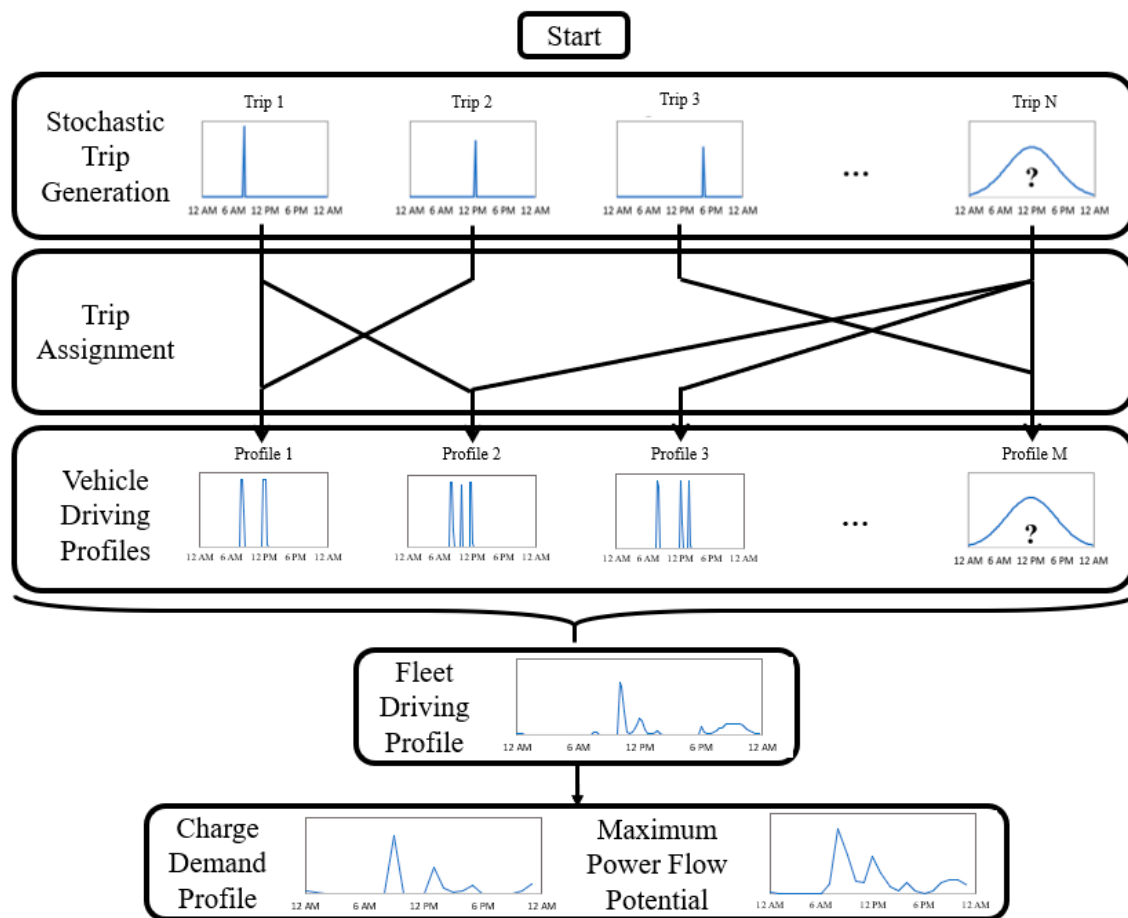 Start
Stochastic
Trip
Generation
Trip 1
Trip 2
Trip 3
Trip N
...
?
12 AM 6 AM 12 PM 6 PM 12 AM
12 AM 6 AM 12 PM 6 PM 12 AM
12 AM 6 AM 12 PM 6 PM 12 AM
12 AM 6 AM 12 PM 6 PM 12 AM
Trip
Assignment
Vehicle
Driving
Profiles
Profile 1
Profile 2
Profile 3
Profile M
...
?
12 AM 6 AM 12 PM 6 PM 12 AM
12 AM 6 AM 12 PM 6 PM 12 AM
12 AM 6 AM 12 PM 6 PM 12 AM
12 AM 6 AM 12 PM 6 PM 12 AM
Fleet
Driving
Profile
12 AM 6 AM 12 PM 6 PM 12 AM
Charge
Demand
Profile
12 AM 6 AM 12 PM 6 PM 12 AM
Maximum
Power Flow
Potential
12 AM 6 AM 12 PM 6 PM 12 AM